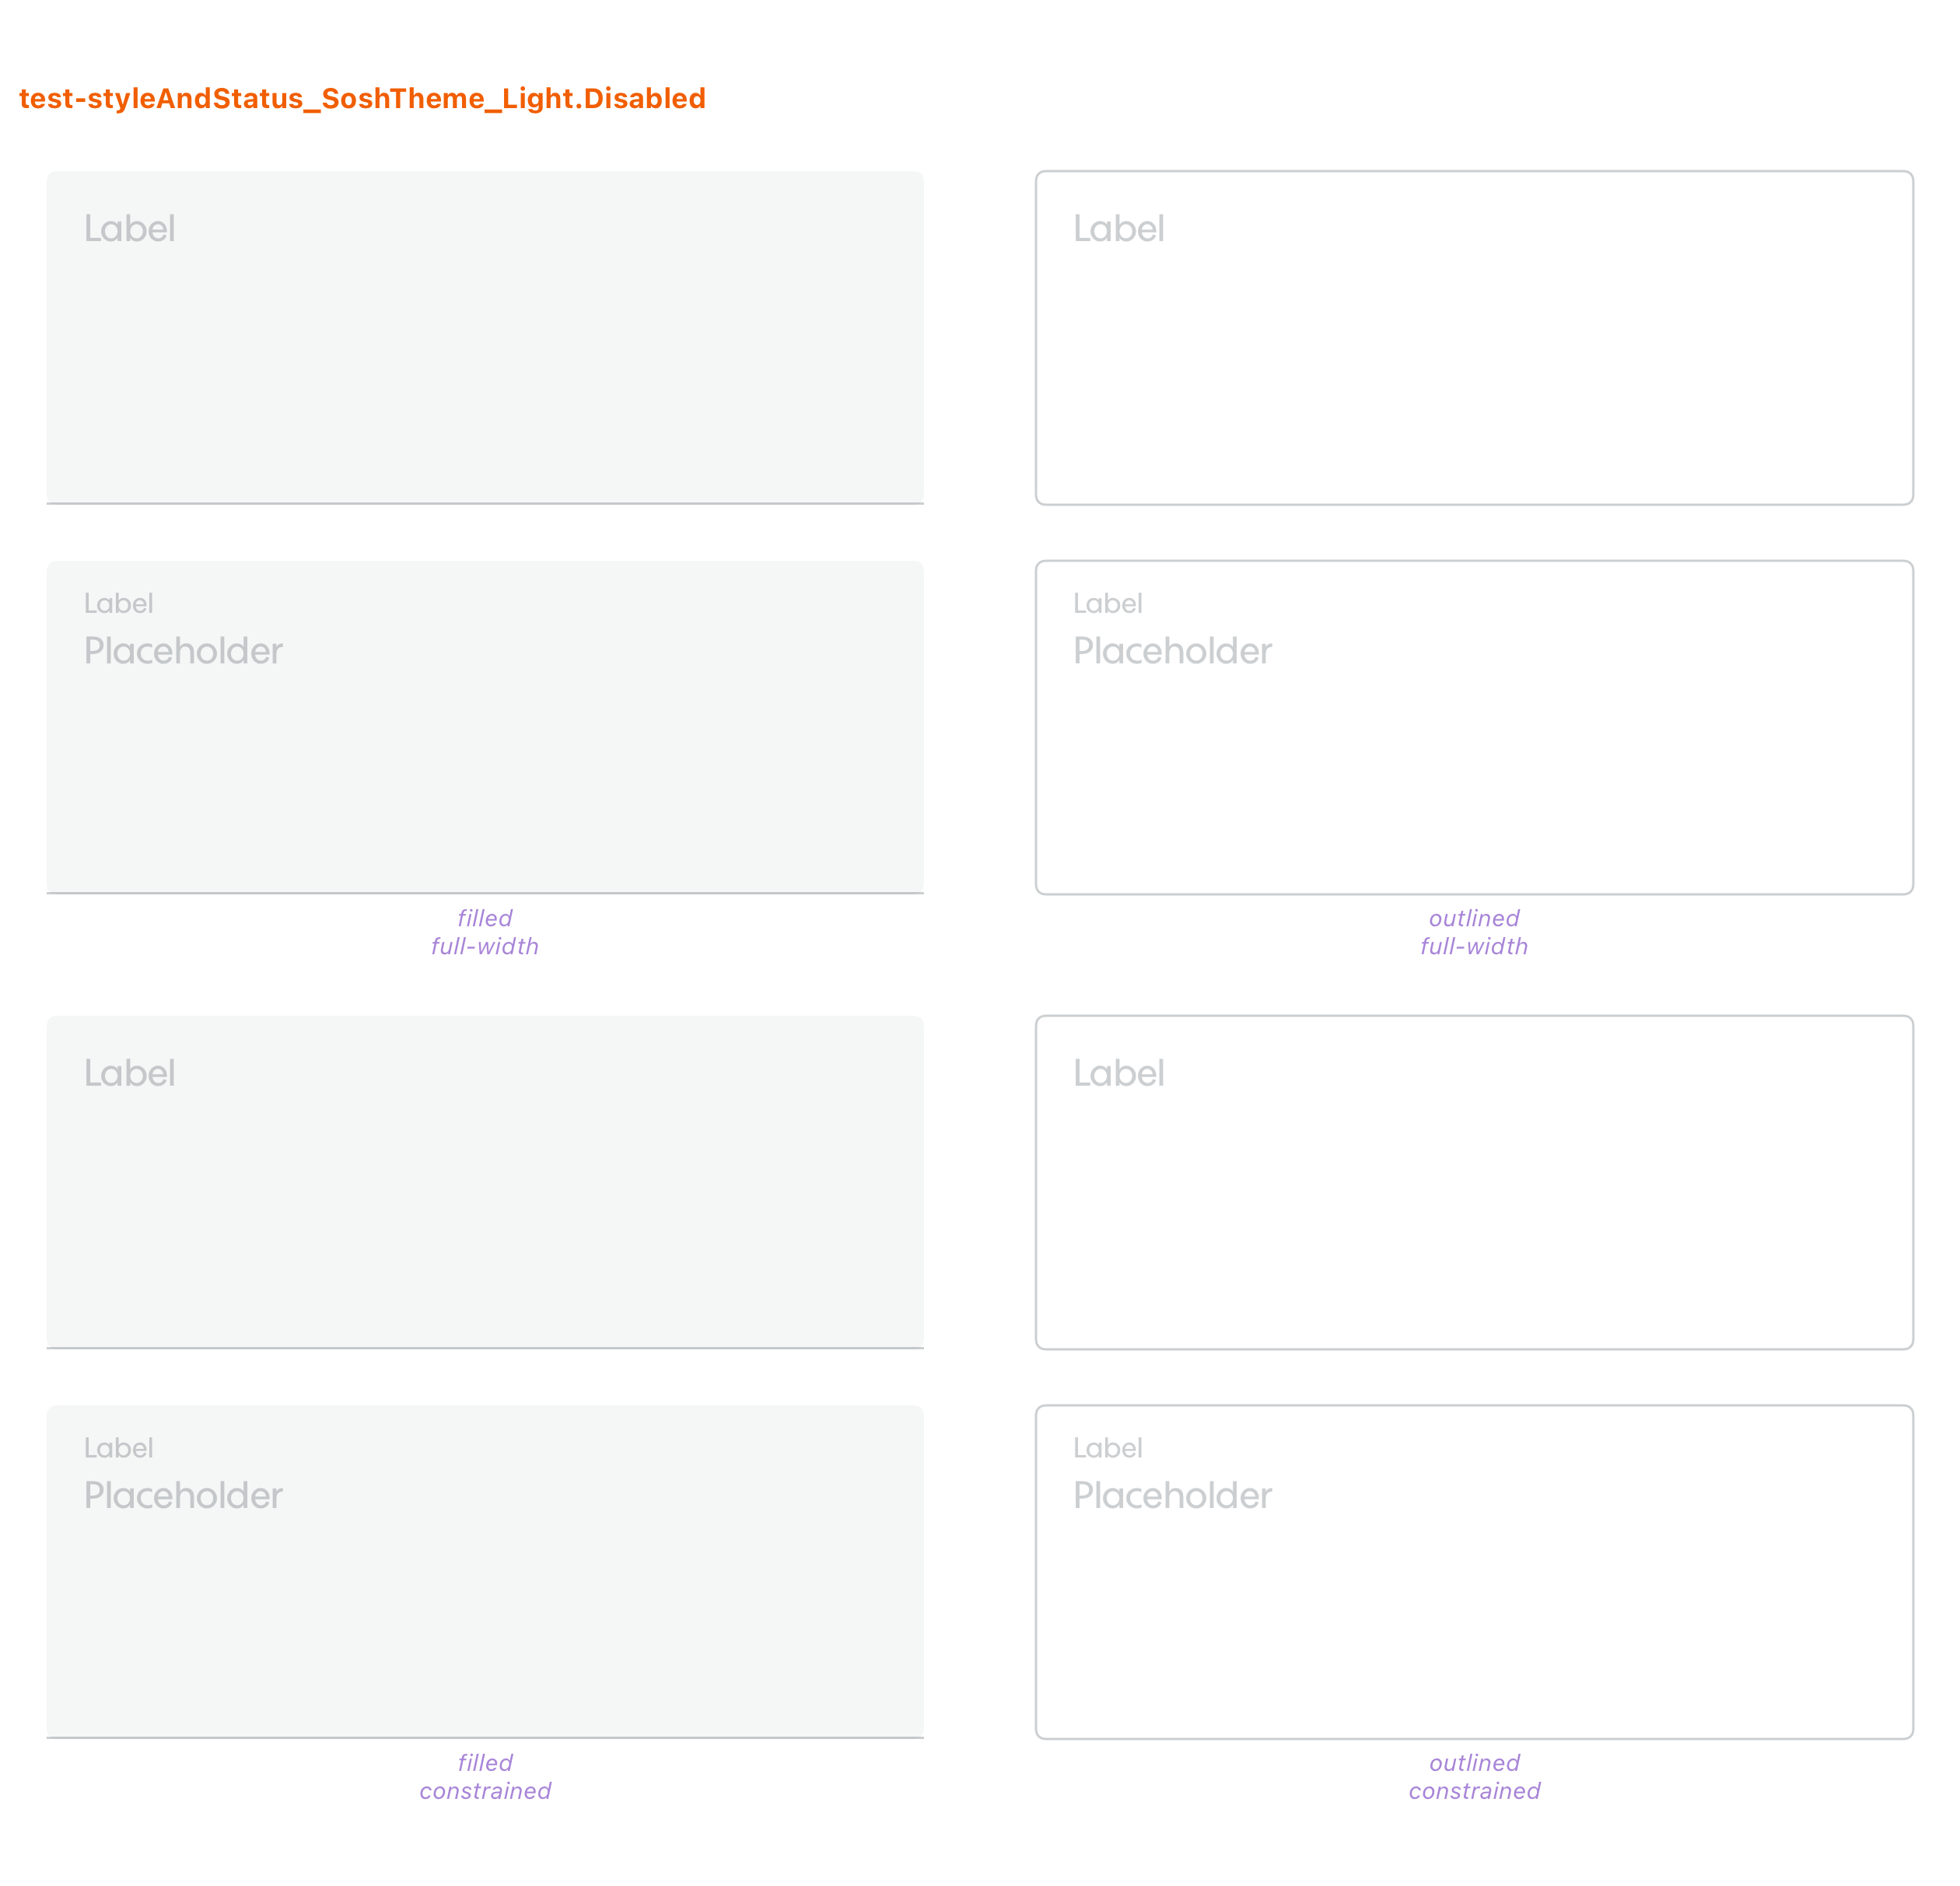 test-styleAndStatus_SoshTheme_Light.Disabled
Label
Label
Label
Placeholder
Label
Placeholder
filled
full-width
outlined
full-width
Label
Label
Label
Placeholder
Label
Placeholder
filled
constrained
outlined
constrained